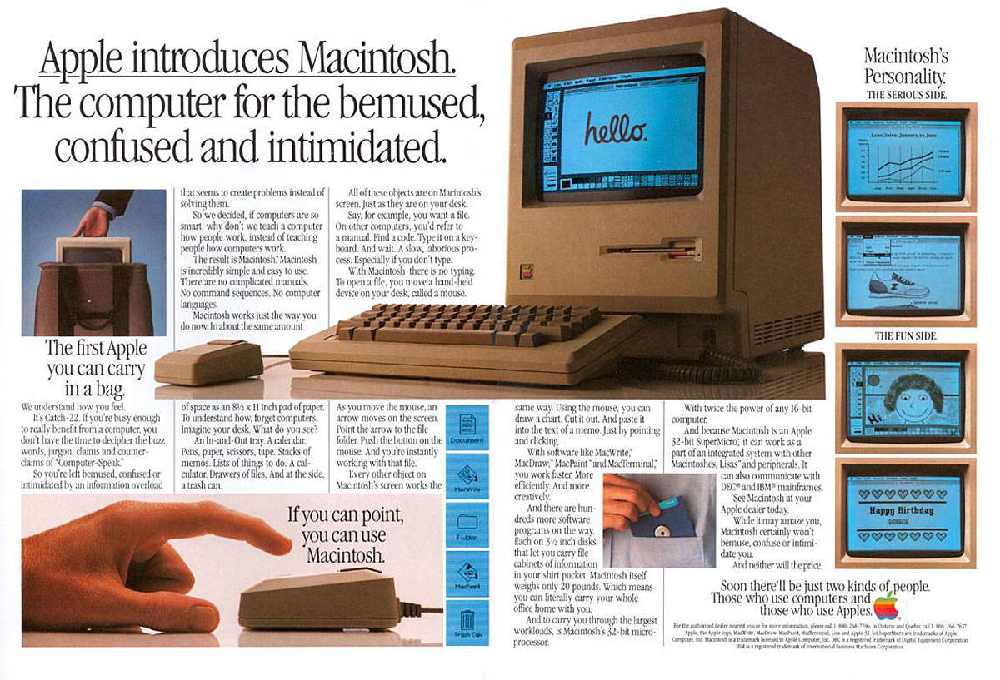 Apple introduces Macintosh.
The computer for the bemused,
confused and intimidated.
The first Apple
you can carry
in a bag.
We understand how you feel.
It's Catch-22. If you're busy enough
to really benefit from a computer, you
don't have the time to decipher the buzz
words, jargon, claims and counter-
claims of "Computer-Speak."
So you're left bemused, confused or
intimidated by an information overload
that seems to create problems instead of
solving them.
So we decided, if computers are so
smart, why don't we teach a computer
how people work, instead of teaching
people how computers work.
The result is Macintosh.™ Macintosh
is incredibly simple and easy to use.
There are no complicated manuals.
No command sequences. No computer
languages.
Macintosh works just the way you
do now. In about the same amount
of space as an 8½ x 11 inch pad of paper.
To understand how, forget computers.
Imagine your desk. What do you see?
An In-and-Out tray. A calendar.
Pens, paper, scissors, tape. Stacks of
memos. Lists of things to do. A cal-
culator. Drawers of files. And at the side,
a trash can.
All of these objects are on Macintosh's
screen. Just as they are on your desk.
Say, for example, you want a file.
On other computers, you'd refer to
a manual. Find a code. Type it on a key-
board. And wait. A slow, laborious pro-
cess. Especially if you don't type.
With Macintosh there is no typing.
To open a file, you move a hand-held
device on your desk, called a mouse.
As you move the mouse, an
arrow moves on the screen.
Point the arrow to the file
folder. Push the button on the
mouse. And you're instantly
working with that file.
Every other object on
Macintosh's screen works the
If you can point,
you can use
Macintosh.
Document
MacWrite
Folder
MacPaint
Trash Can
hello.
same way. Using the mouse, you can
draw a chart. Cut it out. And paste it
into the text of a memo. Just by pointing
and clicking.
With software like MacWrite,™
MacDraw,™ MacPaint™ and MacTerminal,™
you work faster. More
efficiently. And more
creatively.
And there are hun-
dreds more software
programs on the way.
Each on 3½ inch disks
that let you carry file
cabinets of information
in your shirt pocket. Macintosh itself
weighs only 20 pounds. Which means
you can literally carry your whole
office home with you.
And to carry you through the largest
workloads, is Macintosh's 32-bit micro-
processor.
With twice the power of any 16-bit
computer.
And because Macintosh is an Apple
32-bit SuperMicro,™ it can work as a
part of an integrated system with other
Macintoshes, Lisas™ and peripherals. It
can also communicate with
DEC® and IBM® mainframes.
See Macintosh at your
Apple dealer today.
While it may amaze you,
Macintosh certainly won't
bemuse, confuse or intimi-
date you.
And neither will the price.
Macintosh's
Personality.
THE SERIOUS SIDE.
THE FUN SIDE.
Hi
Happy Birthday
Soon there'll be just two kinds of people.
Those who use computers and
those who use Apples.
For the authorized dealer nearest you or for more information, please call 1-800-268-7796. In Ontario and Quebec call 1-800-268-7637.
Apple, the Apple logo, MacWrite, MacDraw, MacPaint, MacTerminal, Lisa and Apple 32-bit SuperMicro are trademarks of Apple
Computer, Inc. Macintosh is a trademark licensed to Apple Computer, Inc. DEC is a registered trademark of Digital Equipment Corporation.
IBM is a registered trademark of International Business Machines Corporation.